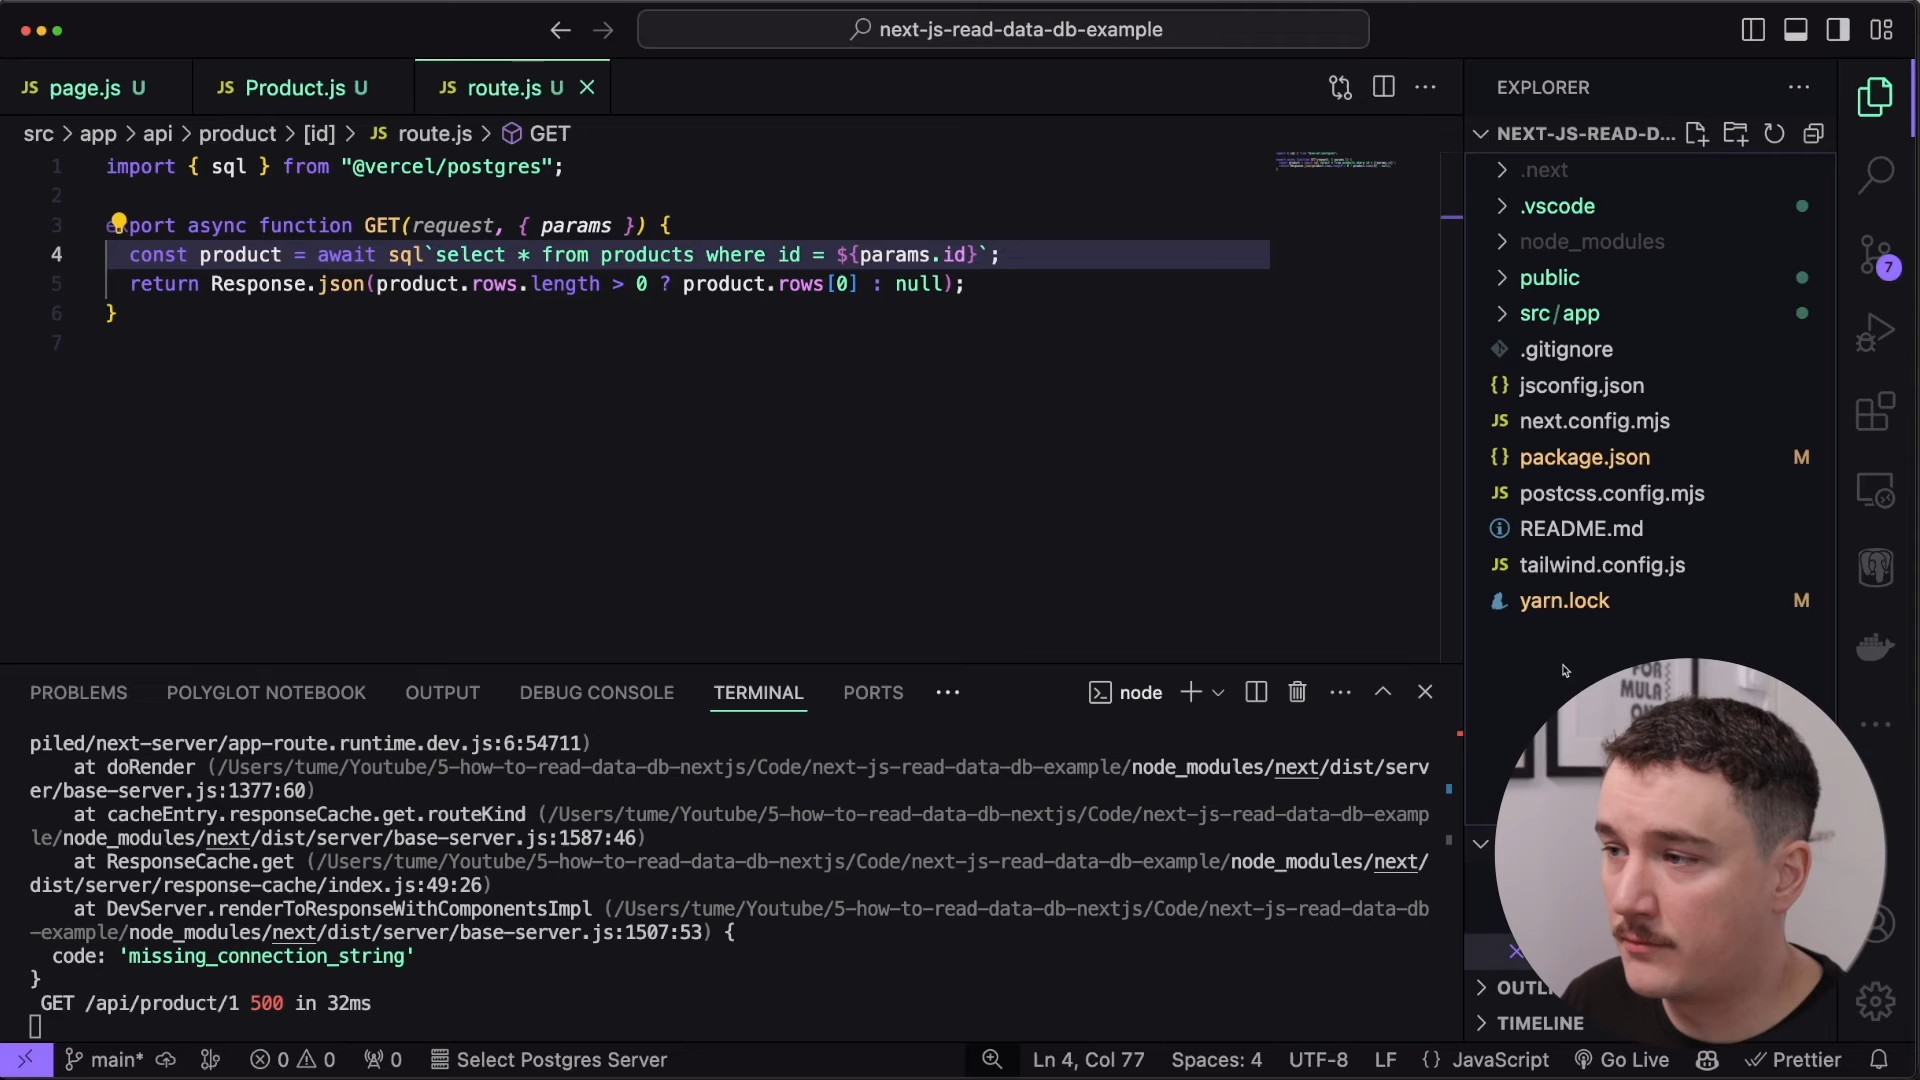 next-js-read-data-db-example
JS page.js U
JS Product.js U
JS route.js U
src > app > api > product > [id] > JS route.js > GET
1 import { sql } from "@vercel/postgres";
2
3 export async function GET(request, { params }) {
4 const product = await sql`select * from products where id = ${params.id}`;
5 return Response.json(product.rows.length > 0 ? product.rows[0] : null);
6 }
7
EXPLORER
NEXT-JS-READ-D...
.next
.vscode
node_modules
public
src/app
.gitignore
{} jsconfig.json
JS next.config.mjs
{} package.json M
JS postcss.config.mjs
README.md
JS tailwind.config.js
yarn.lock M
7
FOR
MULA
PROBLEMS POLYGLOT NOTEBOOK OUTPUT DEBUG CONSOLE TERMINAL PORTS
node
piled/next-server/app-route.runtime.dev.js:6:54711)
at doRender (/Users/tume/Youtube/5-how-to-read-data-db-nextjs/Code/next-js-read-data-db-example/node_modules/next/dist/serv
er/base-server.js:1377:60)
at cacheEntry.responseCache.get.routeKind (/Users/tume/Youtube/5-how-to-read-data-db-nextjs/Code/next-js-read-data-db-examp
le/node_modules/next/dist/server/base-server.js:1587:46)
at ResponseCache.get (/Users/tume/Youtube/5-how-to-read-data-db-nextjs/Code/next-js-read-data-db-example/node_modules/next/
dist/server/response-cache/index.js:49:26)
at DevServer.renderToResponseWithComponentsImpl (/Users/tume/Youtube/5-how-to-read-data-db-nextjs/Code/next-js-read-data-db
-example/node_modules/next/dist/server/base-server.js:1507:53) {
code: 'missing_connection_string'
}
GET /api/product/1 500 in 32ms
OUTLI
TIMELINE
main* 0 0 0 Select Postgres Server
Ln 4, Col 77 Spaces: 4 UTF-8 LF {} JavaScript Go Live Prettier